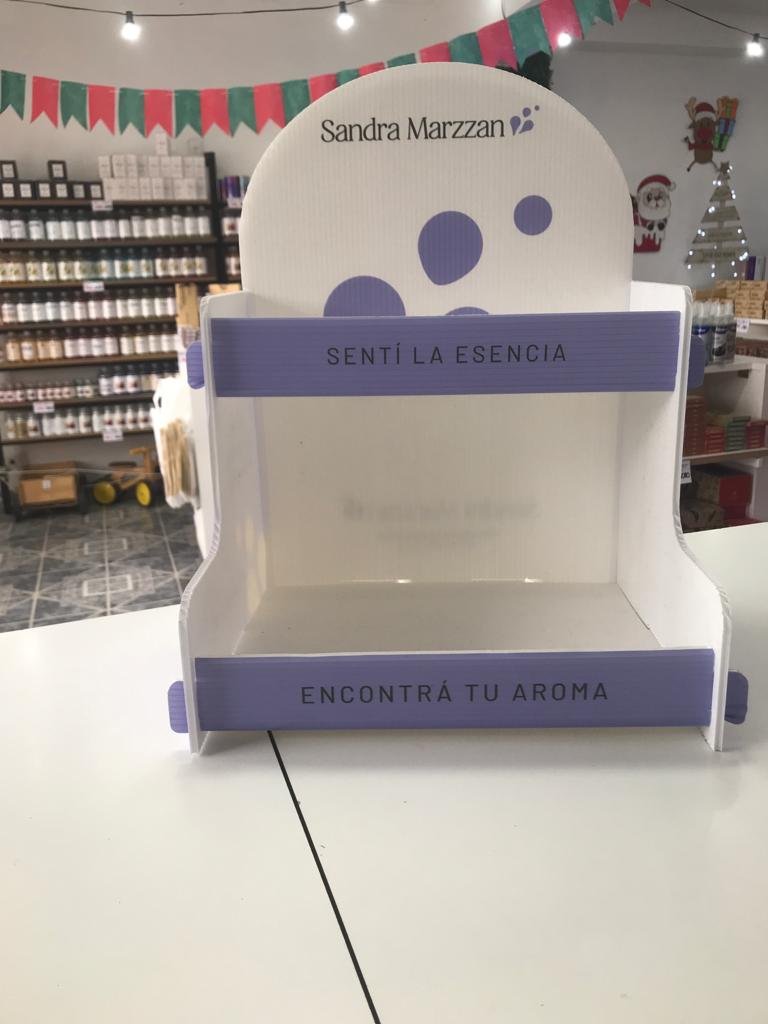 Sandra Marzzan
SENTÍ LA ESENCIA
ENCONTRÁ TU AROMA